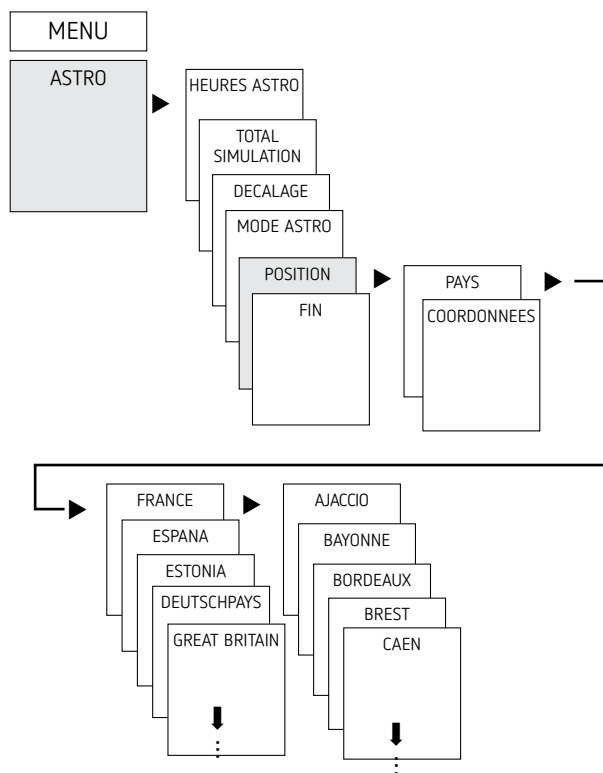 MENU
ASTRO
HEURES ASTRO
TOTAL
SIMULATION
DECALAGE
MODE ASTRO
POSITION
FIN
PAYS
COORDONNEES
FRANCE
ESPANA
ESTONIA
DEUTSCHPAYS
GREAT BRITAIN
AJACCIO
BAYONNE
BORDEAUX
BREST
CAEN